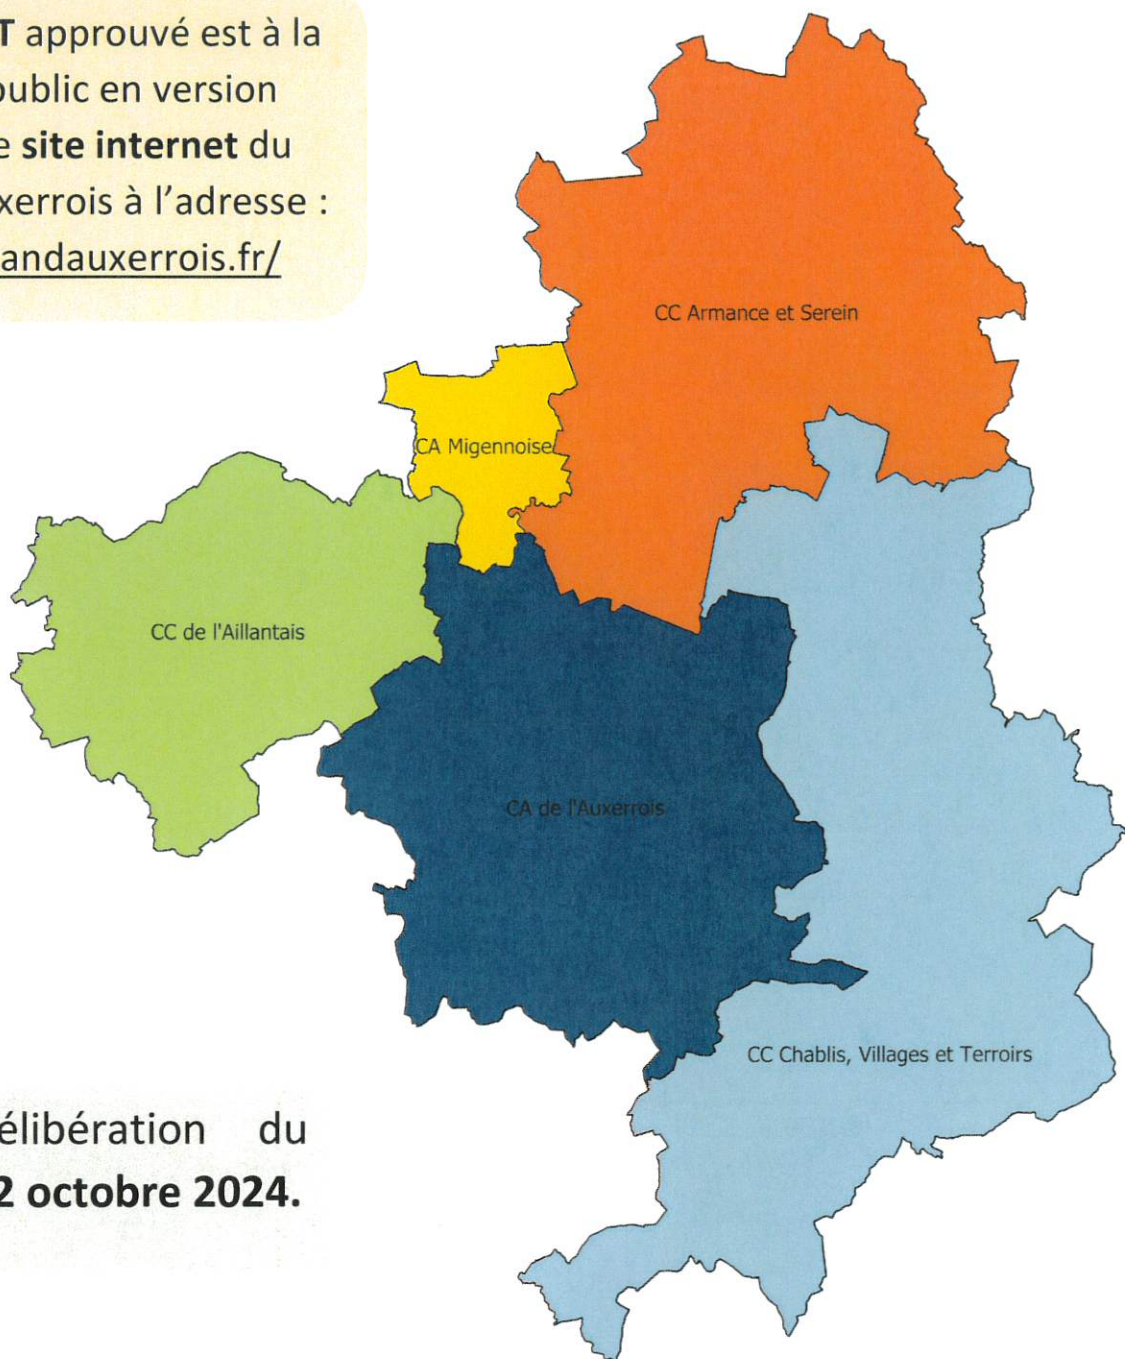 T approuvé est à la
public en version
e site internet du
xerrois à l'adresse :
andauxerrois.fr/
CC Armance et Serein
CA Migennoise
CC de l'Aillantais
CA de l'Auxerrois
CC Chablis, Villages et Terroirs
élibération du
2 octobre 2024.